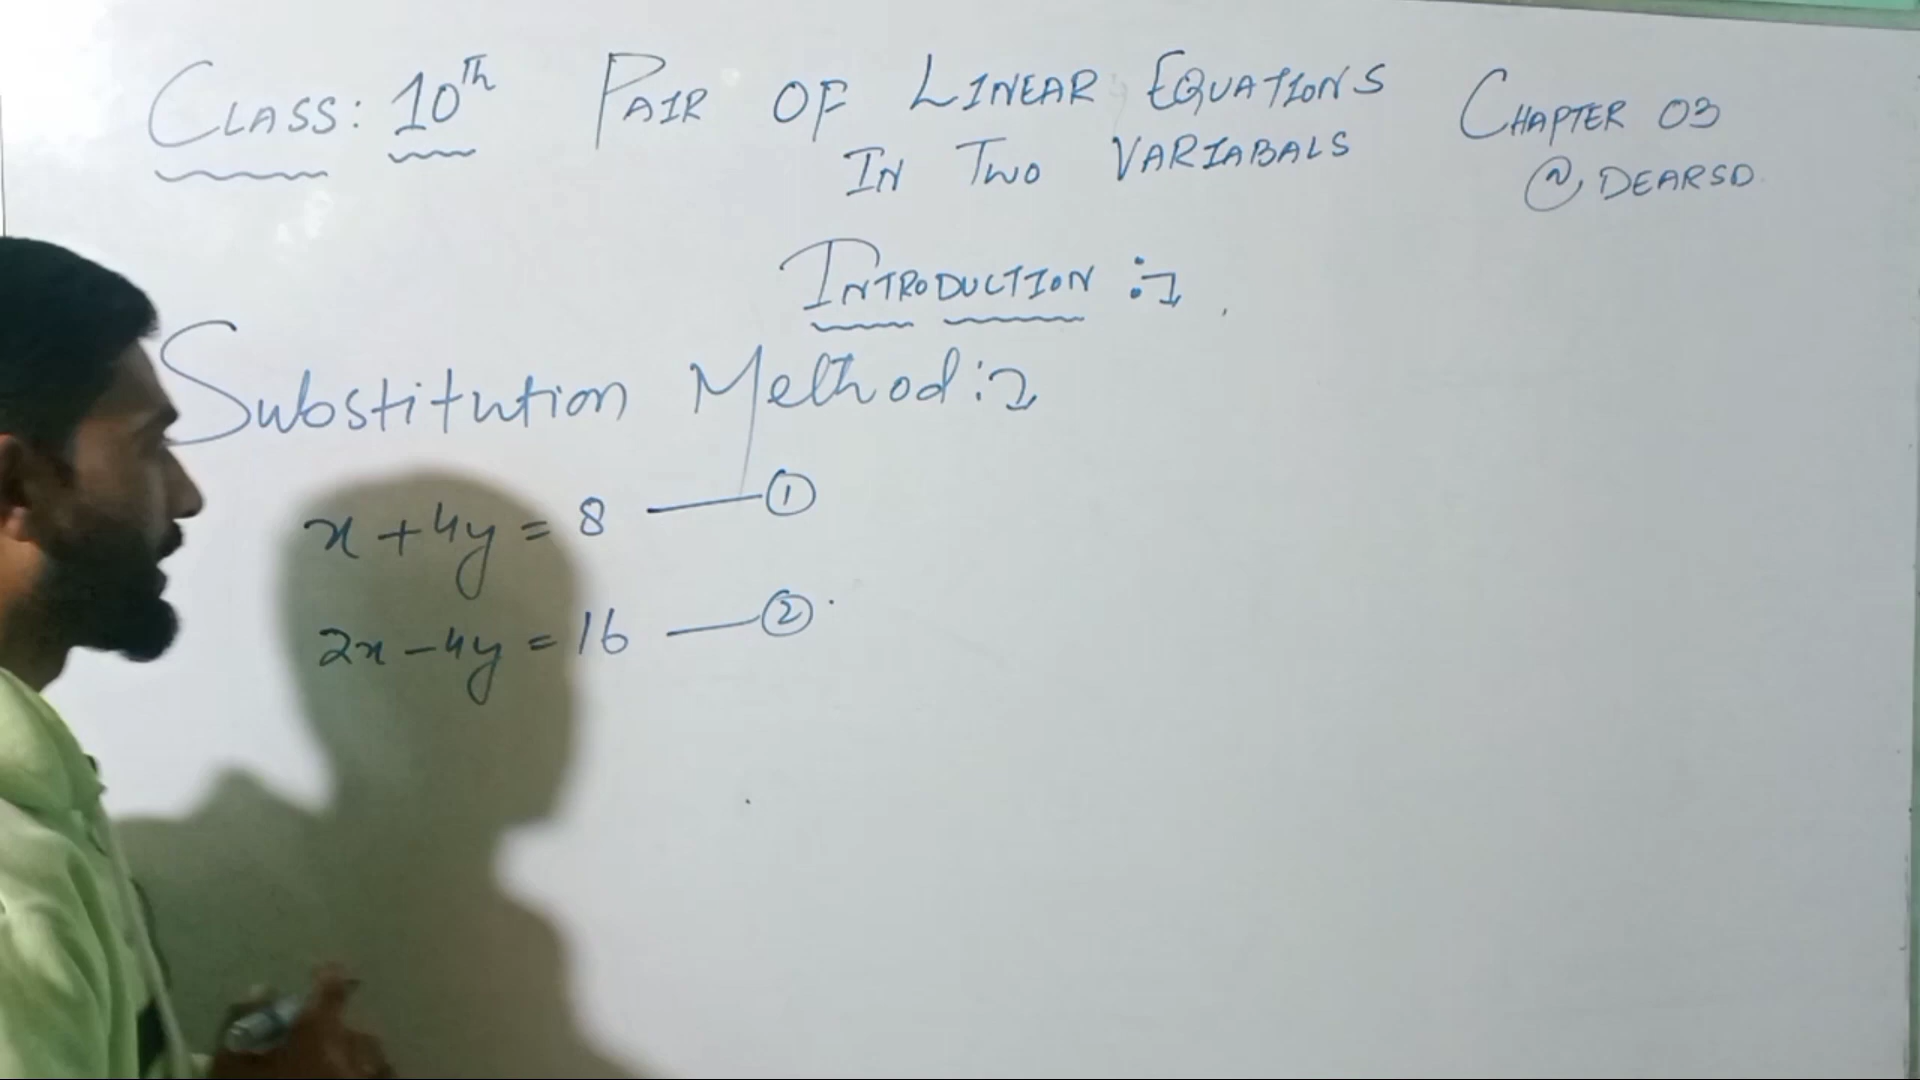 CLASS: 10Th PAIR OF LINEAR EQUATIONS CHAPTER 03
IN TWO VARIABALS @DEARSD
INTRODUCTION :-
Substitution Method :-
x + 4y = 8 — ①
2x - 4y = 16 — ②